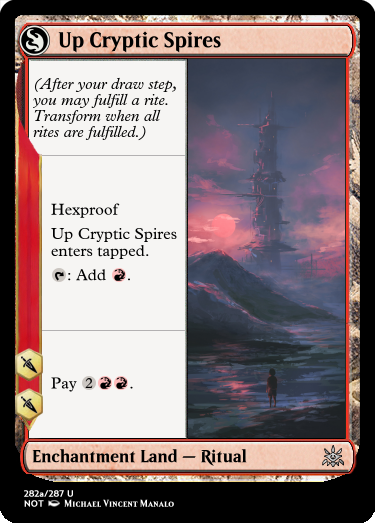 Up Cryptic Spires
(After your draw step,
you may fulfill a rite.
Transform when all
rites are fulfilled.)
Hexproof
Up Cryptic Spires
enters tapped.
: Add .
Pay 2.
Enchantment Land — Ritual
282a/287 U
NOT Michael Vincent Manalo